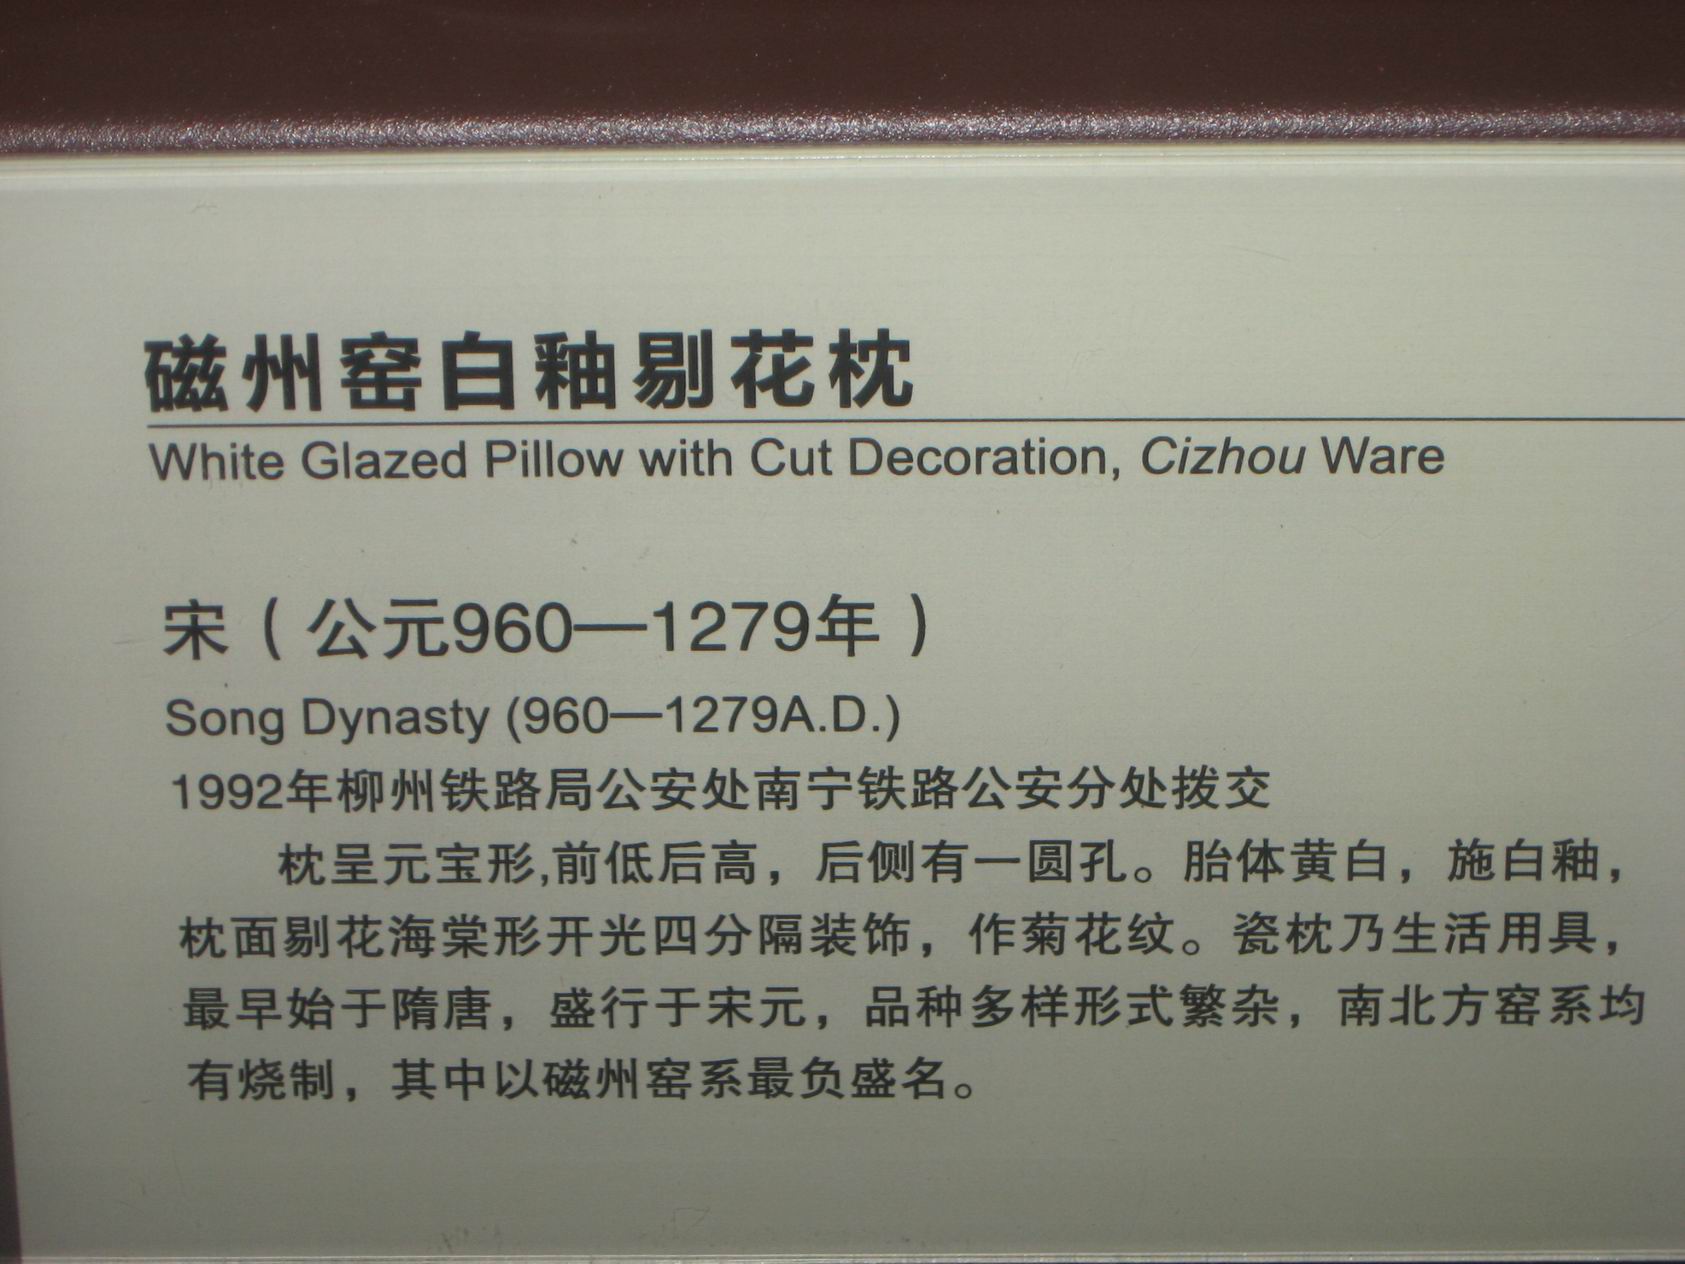 磁州窑白釉剔花枕
White Glazed Pillow with Cut Decoration, Cizhou Ware
宋（公元960—1279年）
Song Dynasty (960—1279A.D.)
1992年柳州铁路局公安处南宁铁路公安分处拨交
枕呈元宝形,前低后高，后侧有一圆孔。胎体黄白，施白釉，
枕面剔花海棠形开光四分隔装饰，作菊花纹。瓷枕乃生活用具，
最早始于隋唐，盛行于宋元，品种多样形式繁杂，南北方窑系均
有烧制，其中以磁州窑系最负盛名。